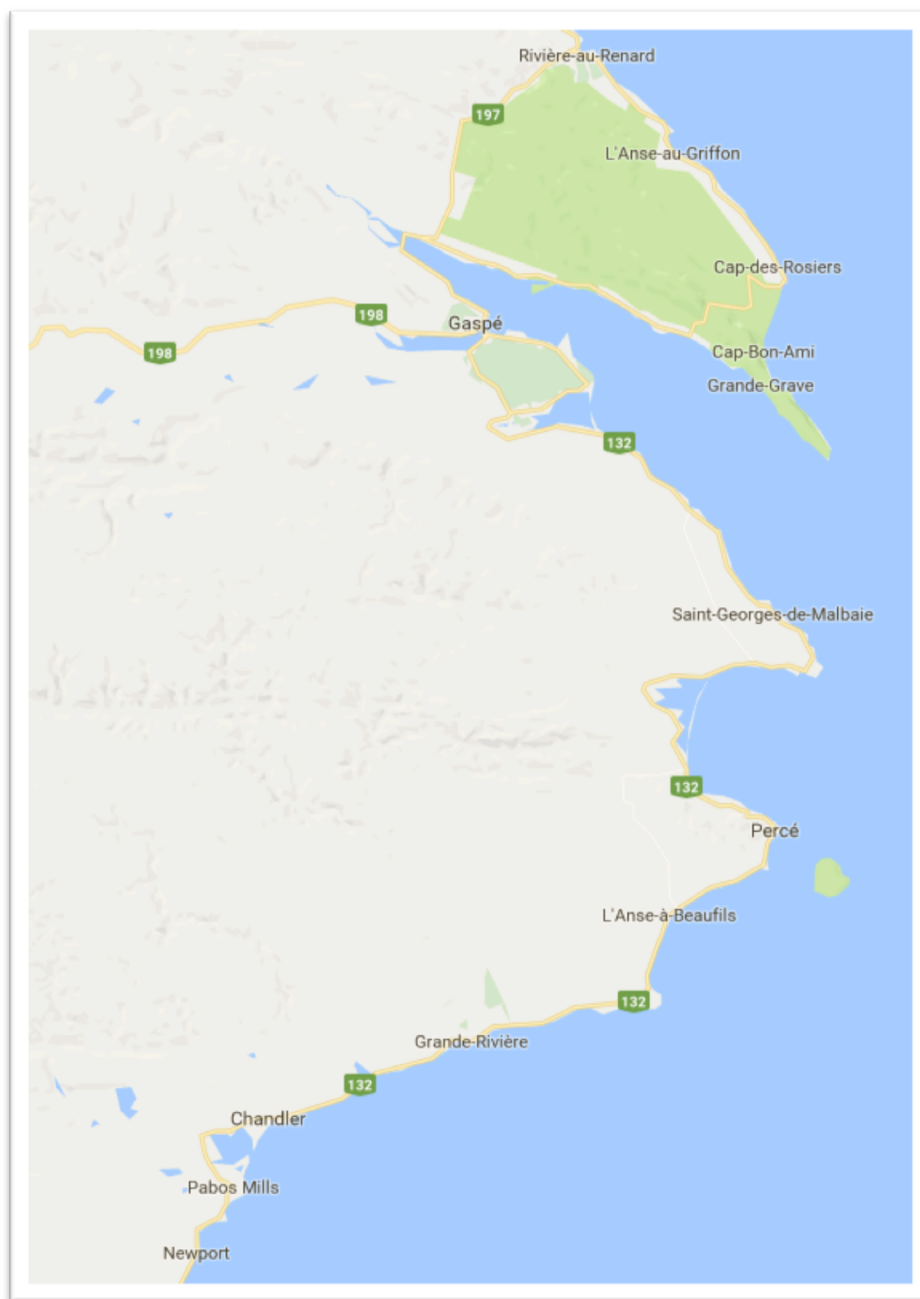 Rivière-au-Renard
197
L'Anse-au-Griffon
Cap-des-Rosiers
198
Gaspé
198
Cap-Bon-Ami
Grande-Grave
132
Saint-Georges-de-Malbaie
132
Percé
L'Anse-à-Beaufils
132
Grande-Rivière
132
Chandler
Pabos Mills
Newport